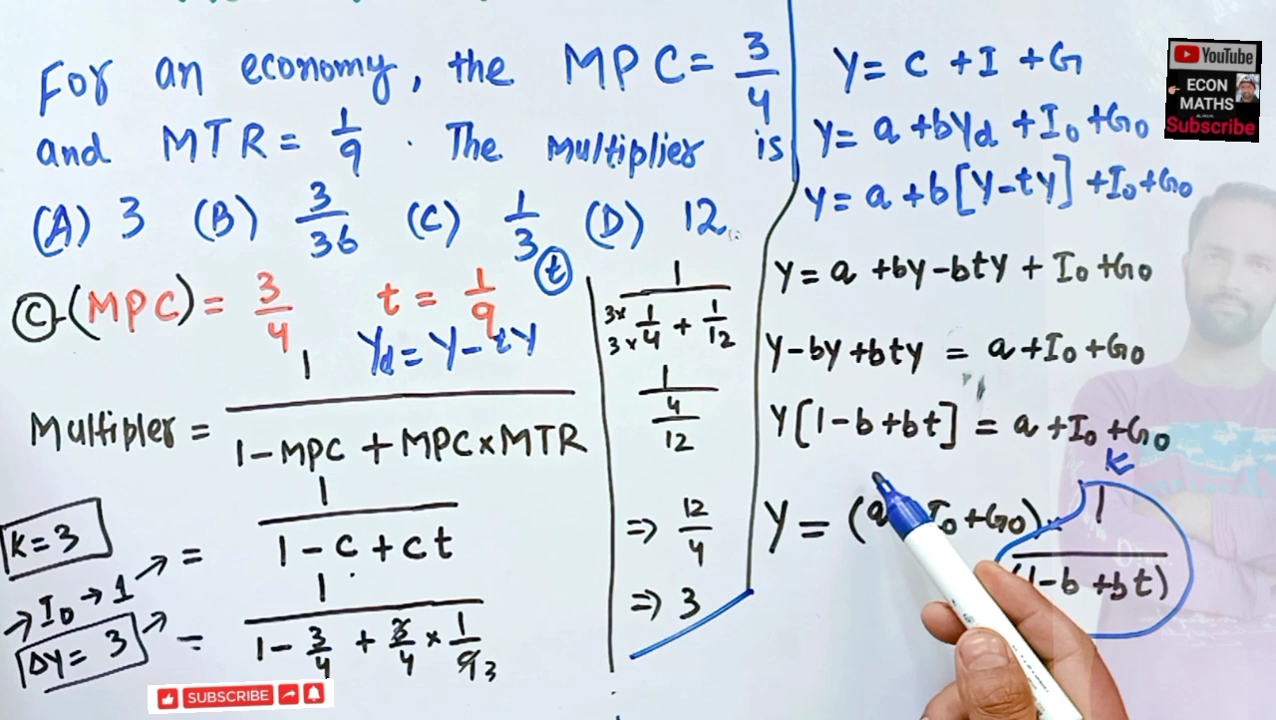 For an economy, the MPC = 3/4
and MTR = 1/9 . The Multiplier is
(A) 3 (B) 3/36 (C) 1/3 (D) 12
(t)
C-(MPC) = 3/4 t = 1/9
Yd = Y - tY
Multipler = 1/(1-MPC + MPC×MTR)
= 1/(1-c + ct)
= 1/(1 - 3/4 + 3/4 × 1/9 3)
K=3
→ I0 → 1
ΔY = 3
1/(3×/3× 1/4 + 1/12)
1/(4/12)
⇒ 12/4
⇒ 3
Y = C + I + G
Y = a + bYd + I0 + G0
Y = a + b[Y-tY] + I0 + G0
Y = a + bY - btY + I0 + G0
Y - bY + btY = a + I0 + G0
Y[1-b+bt] = a + I0 + G0
K
Y = (a I0 + G0) · 1/(1-b+bt)
YouTube
ECON
MATHS
Subscribe
SUBSCRIBE